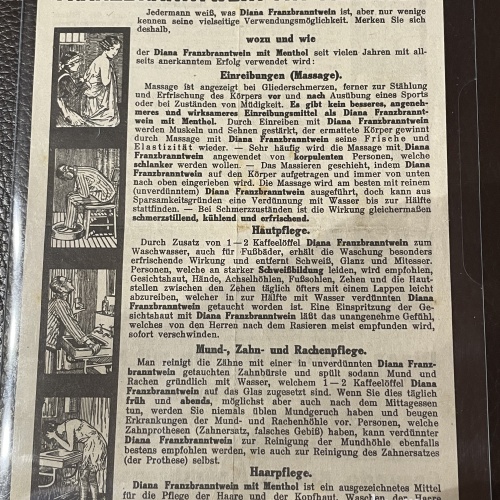 Jedermann weiß, was Diana Franzbranntwein ist, aber nur wenige
kennen seine vielseitige Verwendungsmöglichkeit. Merken Sie sich
deshalb,
wozu und wie
der Diana Franzbranntwein mit Menthol seit vielen Jahren mit all-
seits anerkanntem Erfolg verwendet wird:
Einreibungen (Massage).
Massage ist angezeigt bei Gliederschmerzen, ferner zur Stählung
und Erfrischung des Körpers vor und nach Ausübung eines Sports
oder bei Zuständen von Müdigkeit. Es gibt kein besseres, angeneh-
meres und wirksameres Einreibungsmittel als Diana Franzbrannt-
wein mit Menthol. Durch Einreiben mit Diana Franzbranntwein
werden Muskeln und Sehnen gestärkt, der ermattete Körper gewinnt
durch Massage mit Diana Franzbranntwein seine Frische und
Elastizität wieder. — Sehr häufig wird die Massage mit Diana
Franzbranntwein angewendet von korpulenten Personen, welche
schlanker werden wollen. — Das Massieren geschieht, indem Diana
Franzbranntwein auf den Körper aufgetragen und immer von unten
nach oben eingerieben wird. Die Massage wird am besten mit reinem
(unverdünntem) Diana Franzbranntwein ausgeführt, doch kann aus
Sparsamkeitsgründen eine Verdünnung mit Wasser bis zur Hälfte
stattfinden. — Bei Schmerzzuständen ist die Wirkung gleichermaßen
schmerzstillend, kühlend und erfrischend.
Hautpflege.
Durch Zusatz von 1—2 Kaffeelöffel Diana Franzbranntwein zum
Waschwasser, auch für Fußbäder, erhält die Waschung besonders
erfrischende Wirkung und entfernt Schweiß, Glanz und Mitesser.
Personen, welche an starker Schweißbildung leiden, wird empfohlen,
Gesichtshaut, Hände, Achselhöhlen, Fußsohlen, Zehen und die Haut-
stellen zwischen den Zehen täglich öfters mit einem Lappen leicht
abzureiben, welcher in zur Hälfte mit Wasser verdünnten Diana
Franzbranntwein getaucht worden ist. Eine Einspritzung der Ge-
sichtshaut mit Diana Franzbranntwein läßt das unangenehme Gefühl,
welches von den Herren nach dem Rasieren meist empfunden wird,
sofort verschwinden.
Mund-, Zahn- und Rachenpflege.
Man reinigt die Zähne mit einer in unverdünnten Diana Franz-
branntwein getauchten Zahnbürste und spült sodann Mund und
Rachen gründlich mit Wasser, welchem 1—2 Kaffeelöffel Diana
Franzbranntwein auf das Glas zugesetzt sind. Wenn Sie dies täglich
früh und abends, möglichst aber auch nach dem Mittagessen
tun, werden Sie niemals üblen Mundgeruch haben und beugen
Erkrankungen der Mund- und Rachenhöhle vor. Personen, welche
Zahnprothesen (Zahnersatz, falsches Gebiß) haben, kann verdünnter
Diana Franzbranntwein zur Reinigung der Mundhöhle ebenfalls
bestens empfohlen werden, wie auch zur Reinigung des Zahnersatzes
(der Prothese) selbst.
Haarpflege.
Diana Franzbranntwein mit Menthol ist ein ausgezeichnetes Mittel
für die Pflege der Haare und der Kopfhaut. Waschen der Haare